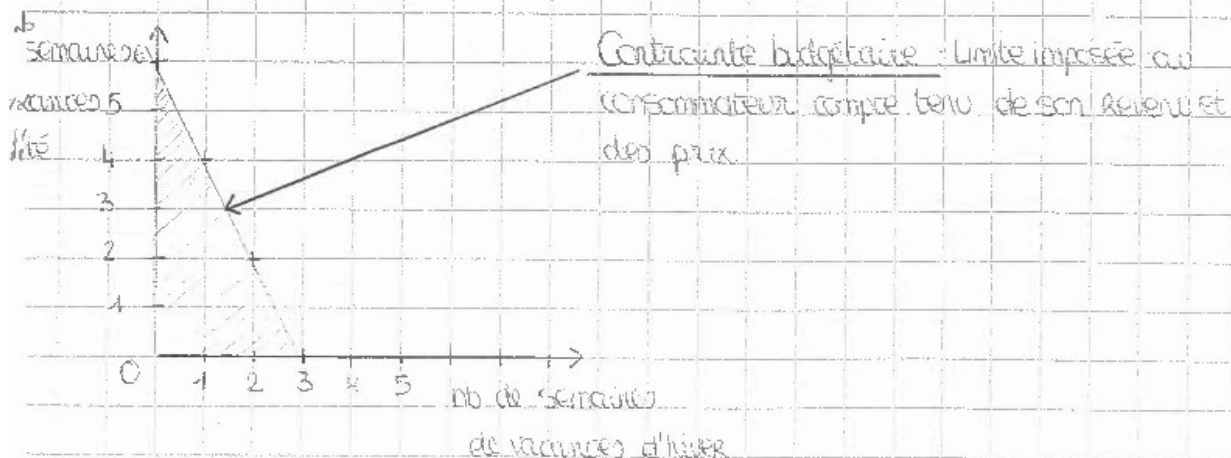 nb
semaines de
vacances
d'été
5
4
3
2
1
0
1 2 3 4 5
nb de semaines
de vacances d'hiver
Contrainte budgétaire : Limite imposée au
consommateur compte tenu de son revenu et
des prix